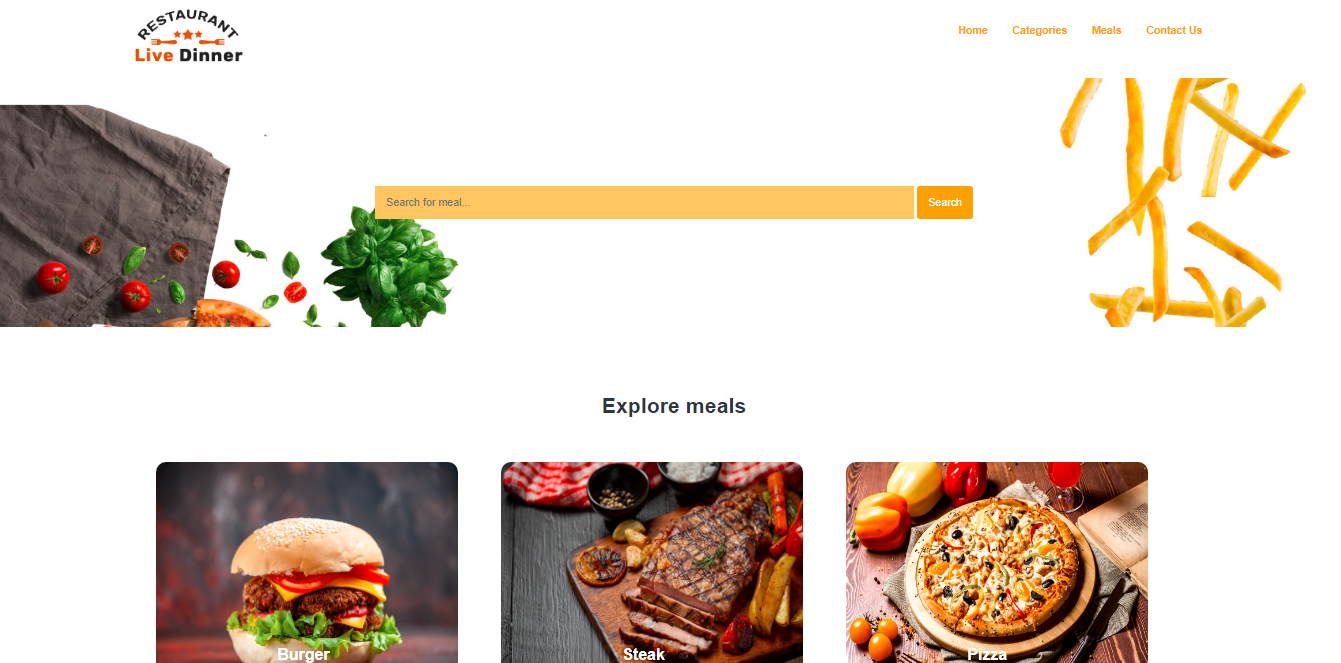 RESTAURANT
Live Dinner
Home Categories Meals Contact Us
Search for meal... Search
Explore meals
Burger Steak Pizza